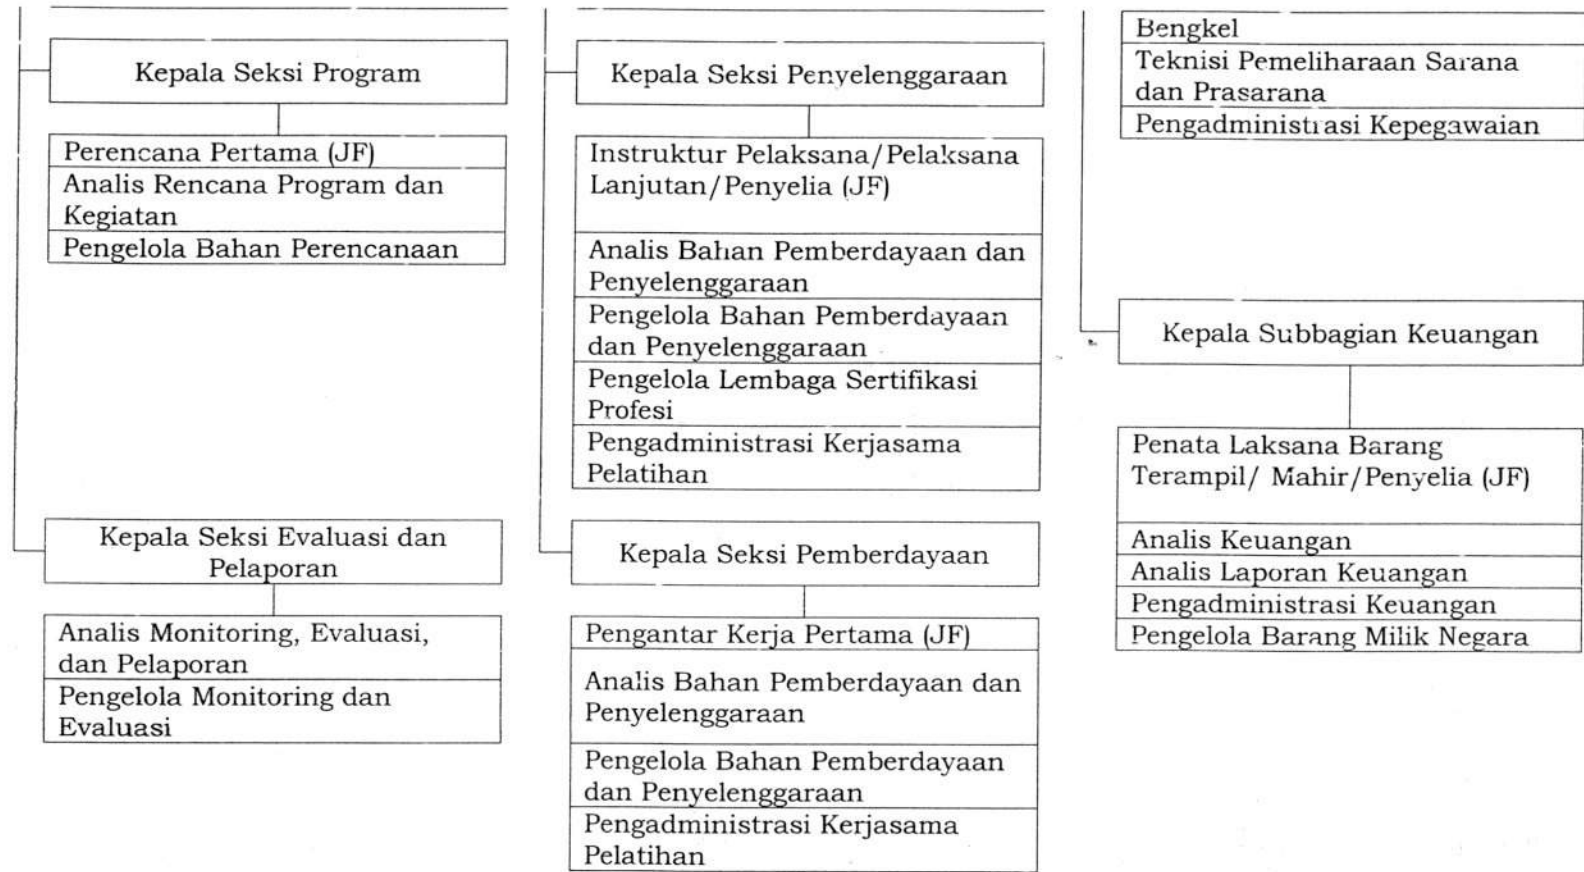 Kepala Seksi Program
Perencana Pertama (JF)
Analis Rencana Program dan
Kegiatan
Pengelola Bahan Perencanaan
Kepala Seksi Evaluasi dan
Pelaporan
Analis Monitoring, Evaluasi,
dan Pelaporan
Pengelola Monitoring dan
Evaluasi
Kepala Seksi Penyelenggaraan
Instruktur Pelaksana/Pelaksana
Lanjutan/Penyelia (JF)
Analis Bahan Pemberdayaan dan
Penyelenggaraan
Pengelola Bahan Pemberdayaan
dan Penyelenggaraan
Pengelola Lembaga Sertifikasi
Profesi
Pengadministrasi Kerjasama
Pelatihan
Kepala Seksi Pemberdayaan
Pengantar Kerja Pertama (JF)
Analis Bahan Pemberdayaan dan
Penyelenggaraan
Pengelola Bahan Pemberdayaan
dan Penyelenggaraan
Pengadministrasi Kerjasama
Pelatihan
Bengkel
Teknisi Pemeliharaan Sarana
dan Prasarana
Pengadministrasi Kepegawaian
Kepala Subbagian Keuangan
Penata Laksana Barang
Terampil/ Mahir/Penyelia (JF)
Analis Keuangan
Analis Laporan Keuangan
Pengadministrasi Keuangan
Pengelola Barang Milik Negara